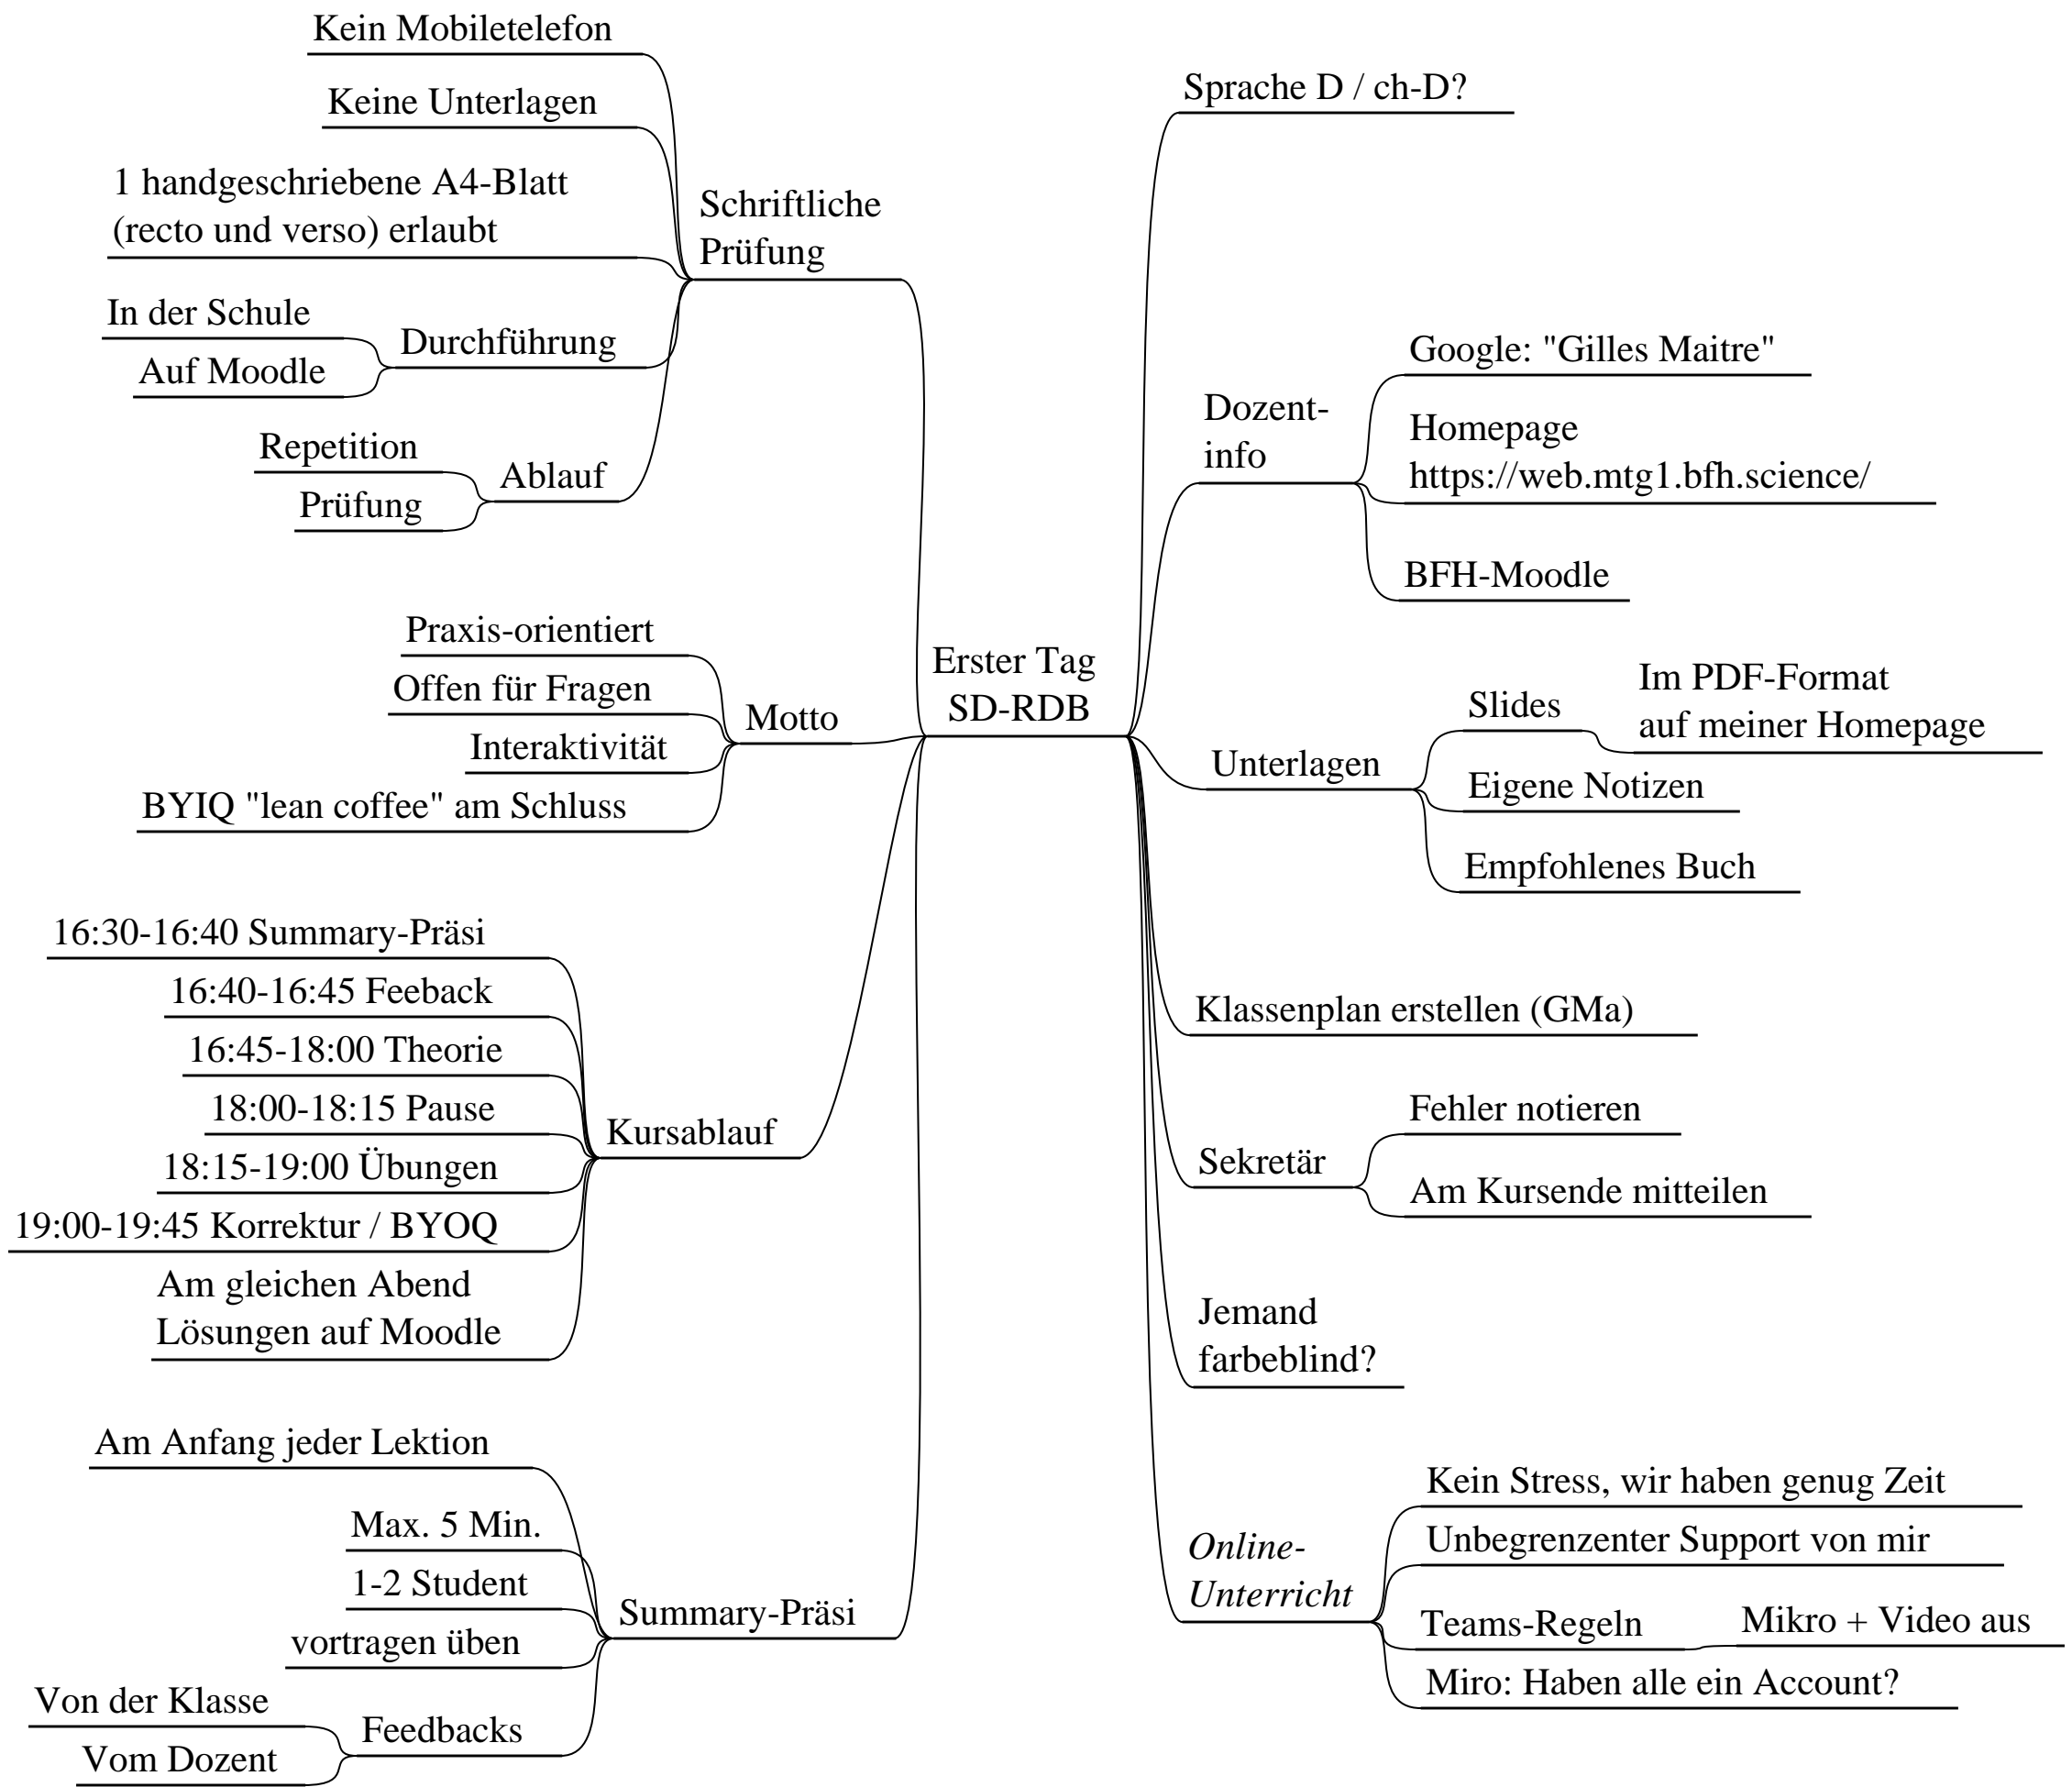 Erster Tag
SD-RDB
Schriftliche
Prüfung
Kein Mobiletelefon
Keine Unterlagen
1 handgeschriebene A4-Blatt
(recto und verso) erlaubt
Durchführung
In der Schule
Auf Moodle
Ablauf
Repetition
Prüfung
Motto
Praxis-orientiert
Offen für Fragen
Interaktivität
BYIQ "lean coffee" am Schluss
Kursablauf
16:30-16:40 Summary-Präsi
16:40-16:45 Feeback
16:45-18:00 Theorie
18:00-18:15 Pause
18:15-19:00 Übungen
19:00-19:45 Korrektur / BYOQ
Am gleichen Abend
Lösungen auf Moodle
Summary-Präsi
Am Anfang jeder Lektion
Max. 5 Min.
1-2 Student
vortragen üben
Feedbacks
Von der Klasse
Vom Dozent
Sprache D / ch-D?
Dozent-
info
Google: "Gilles Maitre"
Homepage
https://web.mtg1.bfh.science/
BFH-Moodle
Unterlagen
Slides
Im PDF-Format
auf meiner Homepage
Eigene Notizen
Empfohlenes Buch
Klassenplan erstellen (GMa)
Sekretär
Fehler notieren
Am Kursende mitteilen
Jemand
farbeblind?
Online-
Unterricht
Kein Stress, wir haben genug Zeit
Unbegrenzenter Support von mir
Teams-Regeln
Mikro + Video aus
Miro: Haben alle ein Account?